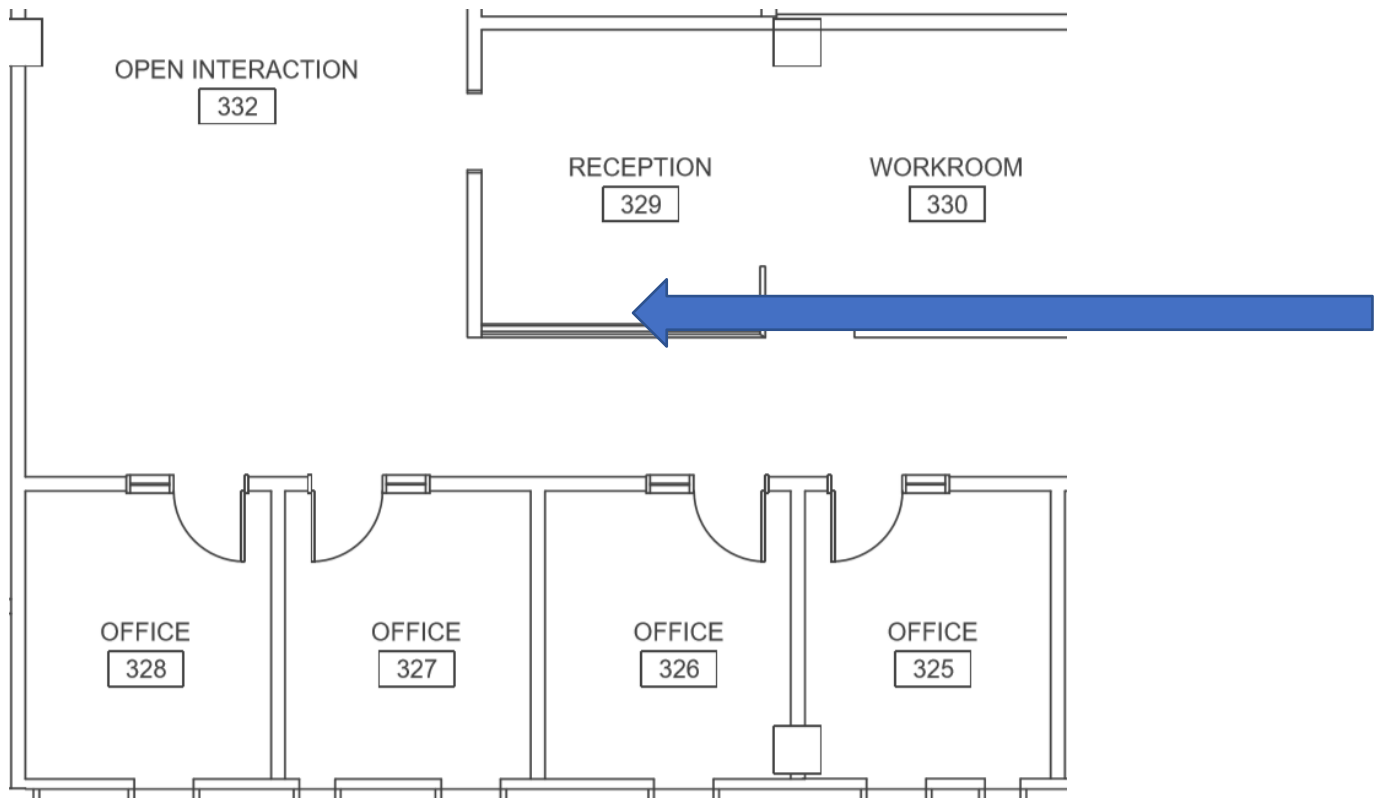 OPEN INTERACTION
332
RECEPTION
329
WORKROOM
330
OFFICE
328
OFFICE
327
OFFICE
326
OFFICE
325